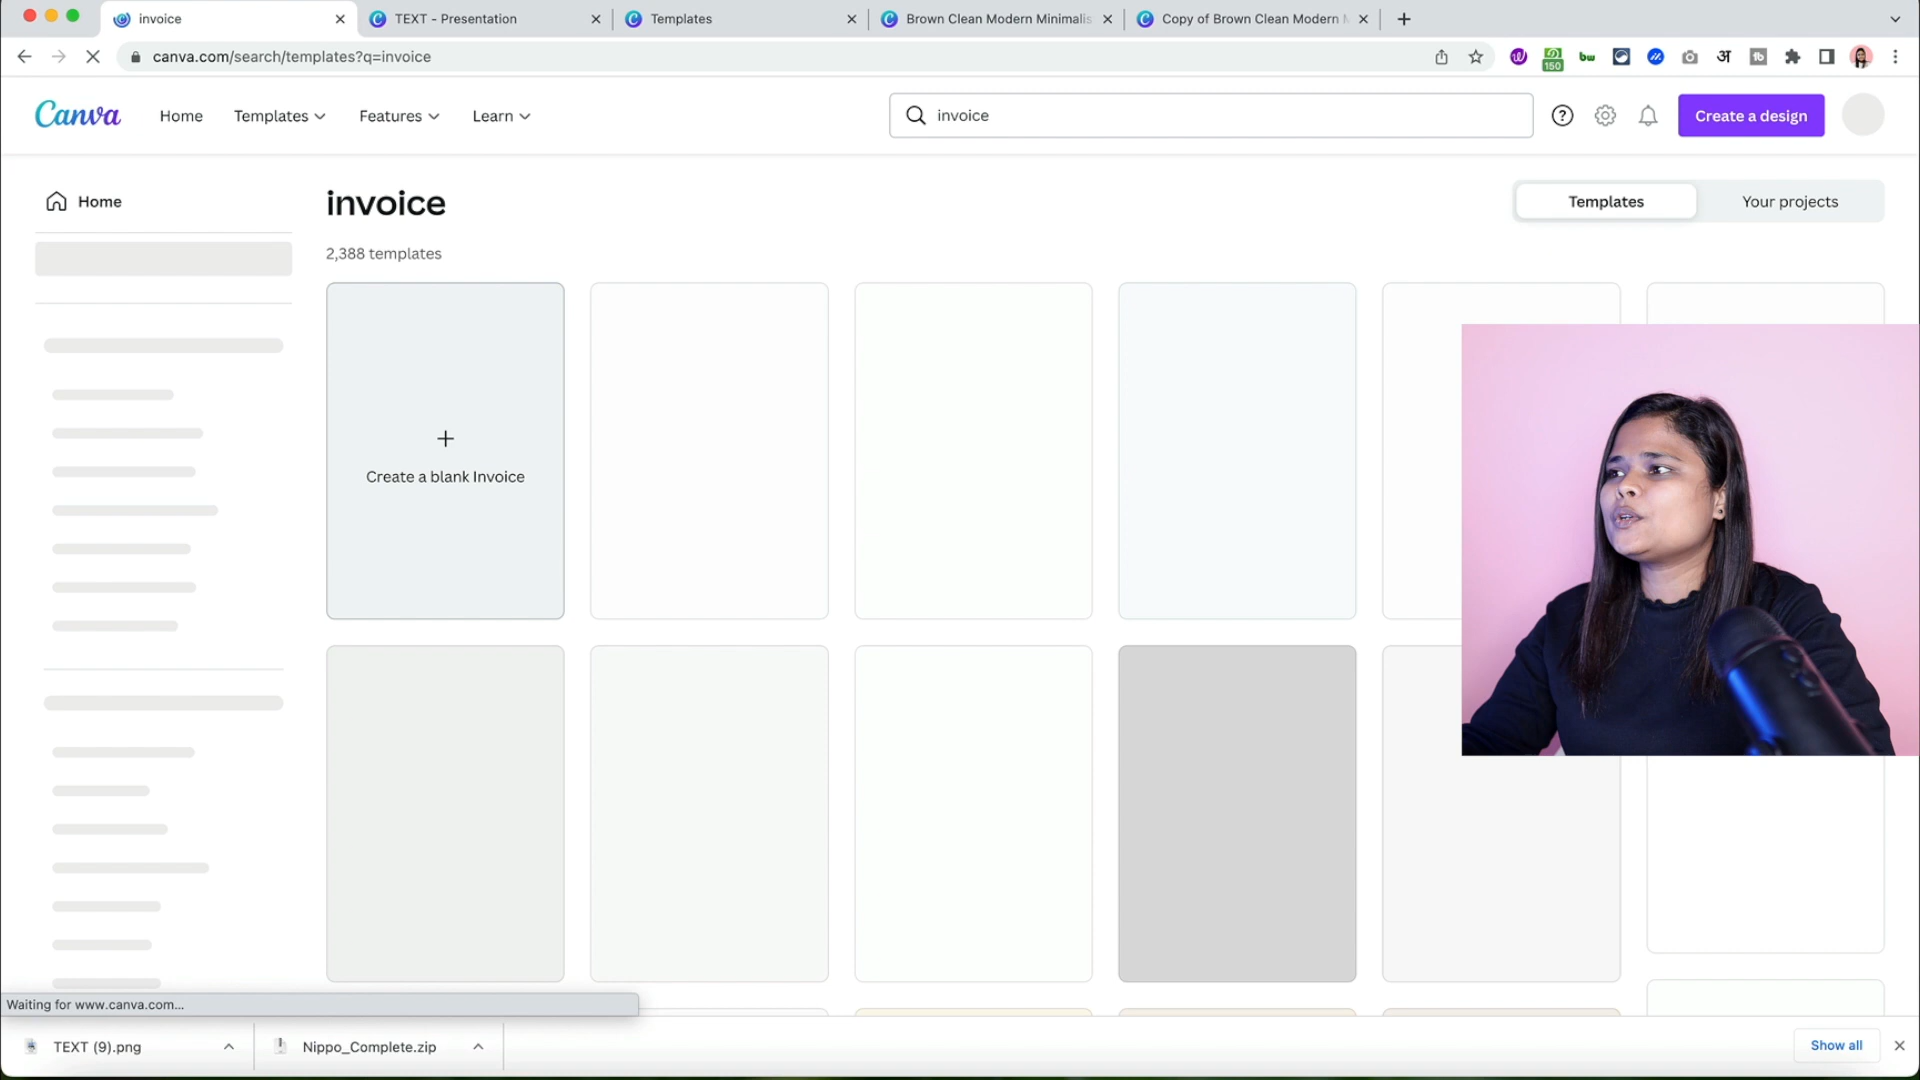 invoice
TEXT - Presentation
Templates
Brown Clean Modern Minimalis
Copy of Brown Clean Modern M
canva.com/search/templates?q=invoice
150
bw
अ
Canva
Home
Templates
Features
Learn
invoice
Create a design
Home
invoice
Templates
Your projects
2,388 templates
Create a blank Invoice
Waiting for www.canva.com...
TEXT (9).png
Nippo_Complete.zip
Show all